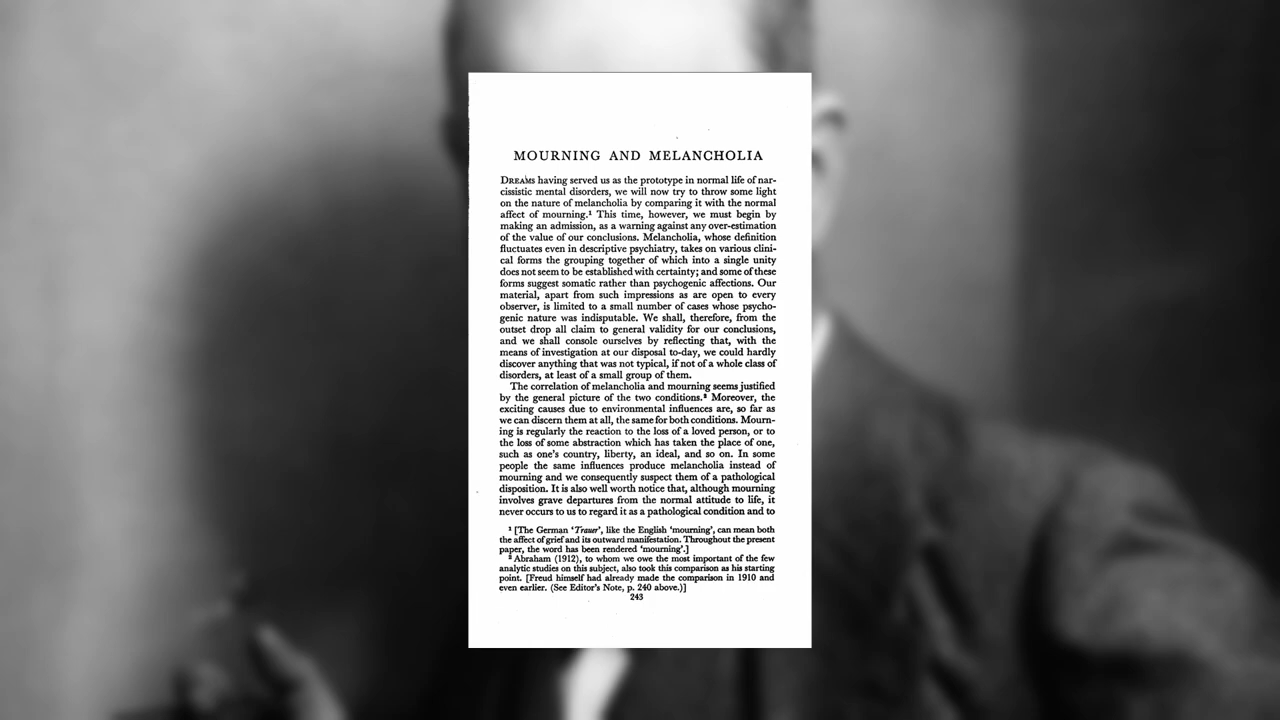 MOURNING AND MELANCHOLIA
DREAMS having served us as the prototype in normal life of nar-
cissistic mental disorders, we will now try to throw some light
on the nature of melancholia by comparing it with the normal
affect of mourning.¹ This time, however, we must begin by
making an admission, as a warning against any over-estimation
of the value of our conclusions. Melancholia, whose definition
fluctuates even in descriptive psychiatry, takes on various clini-
cal forms the grouping together of which into a single unity
does not seem to be established with certainty; and some of these
forms suggest somatic rather than psychogenic affections. Our
material, apart from such impressions as are open to every
observer, is limited to a small number of cases whose psycho-
genic nature was indisputable. We shall, therefore, from the
outset drop all claim to general validity for our conclusions,
and we shall console ourselves by reflecting that, with the
means of investigation at our disposal to-day, we could hardly
discover anything that was not typical, if not of a whole class of
disorders, at least of a small group of them.
The correlation of melancholia and mourning seems justified
by the general picture of the two conditions.² Moreover, the
exciting causes due to environmental influences are, so far as
we can discern them at all, the same for both conditions. Mourn-
ing is regularly the reaction to the loss of a loved person, or to
the loss of some abstraction which has taken the place of one,
such as one's country, liberty, an ideal, and so on. In some
people the same influences produce melancholia instead of
mourning and we consequently suspect them of a pathological
disposition. It is also well worth notice that, although mourning
involves grave departures from the normal attitude to life, it
never occurs to us to regard it as a pathological condition and to
¹ [The German 'Trauer', like the English 'mourning', can mean both
the affect of grief and its outward manifestation. Throughout the present
paper, the word has been rendered 'mourning'.]
² Abraham (1912), to whom we owe the most important of the few
analytic studies on this subject, also took this comparison as his starting
point. [Freud himself had already made the comparison in 1910 and
even earlier. (See Editor's Note, p. 240 above.)]
243